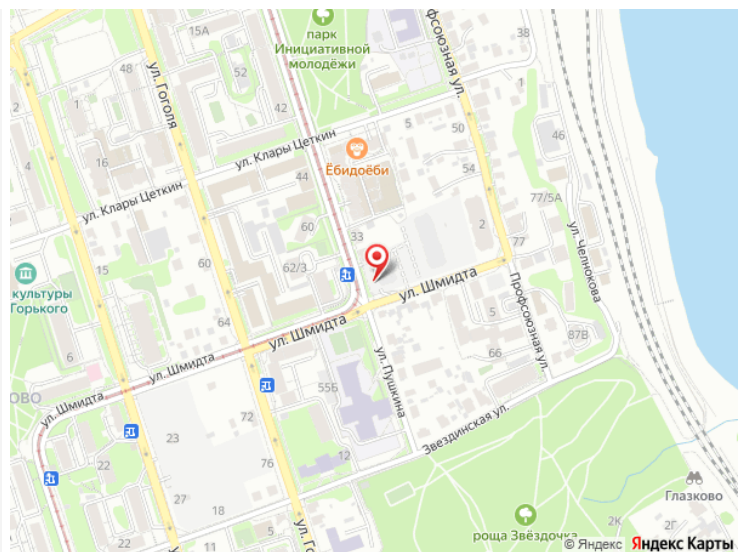 парк
Инициативной
молодёжи
15А
38
фсоюзная ул.
48
52
ул. Гоголя
42
1
1
5
50
46
4
16
ул. Клары Цеткин
Ёбидоёби
44
54
ул. Клары Цеткин
77/5А
60
33
2
77
ул. Челнокова
15
60
62/3
культуры
Горького
ул. Шмидта
Профсоюзная ул.
64
ул. Шмидта
5
87В
6
ул. Шмидта
66
ОВО
ул. Шмидта
55Б
ул. Пушкина
72
Звездинская ул.
23
22
12
76
22
27
18
5
ул. Го
11
роща Звёздочка
2К
2Г
7
Глазково
© Яндекс Яндекс Карты